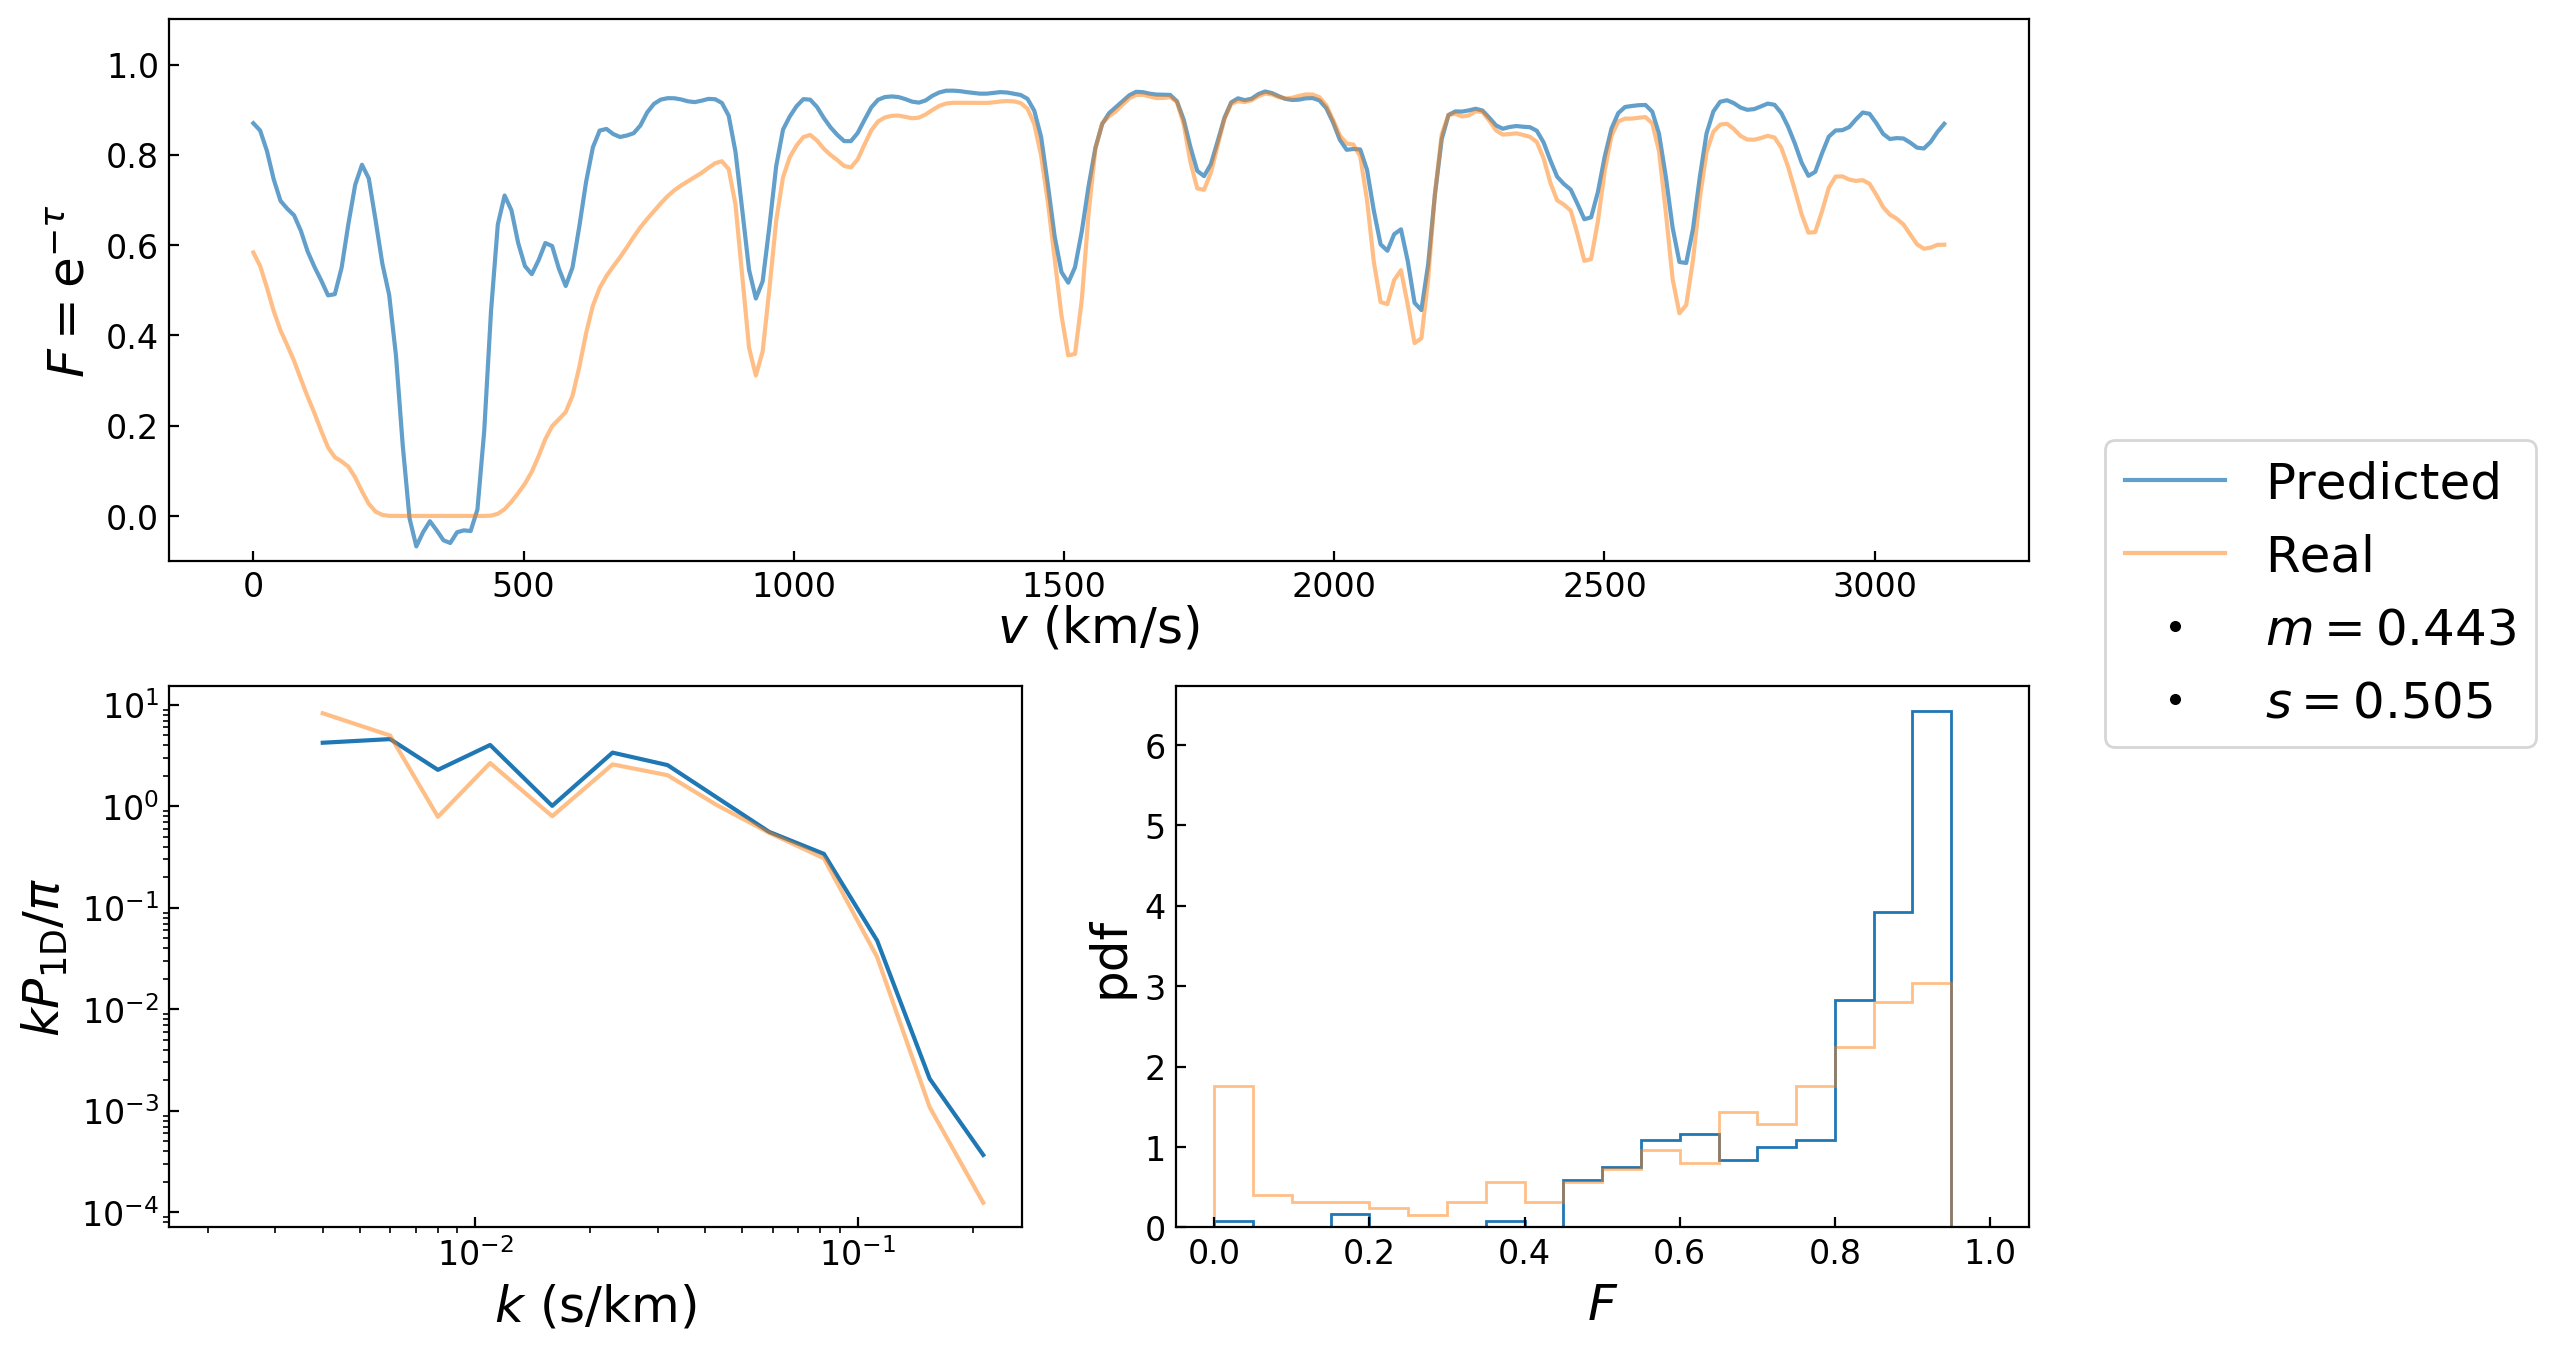 F = e^{−τ}
1.0
0.8
0.6
0.4
0.2
0.0
0 500 1000 1500 2000 2500 3000
v (km/s)
Predicted
Real
m = 0.443
s = 0.505
kP_{1D}/π
10^1
10^0
10^{−1}
10^{−2}
10^{−3}
10^{−4}
10^{−2} 10^{−1}
k (s/km)
pdf
6
5
4
3
2
1
0
0.0 0.2 0.4 0.6 0.8 1.0
F